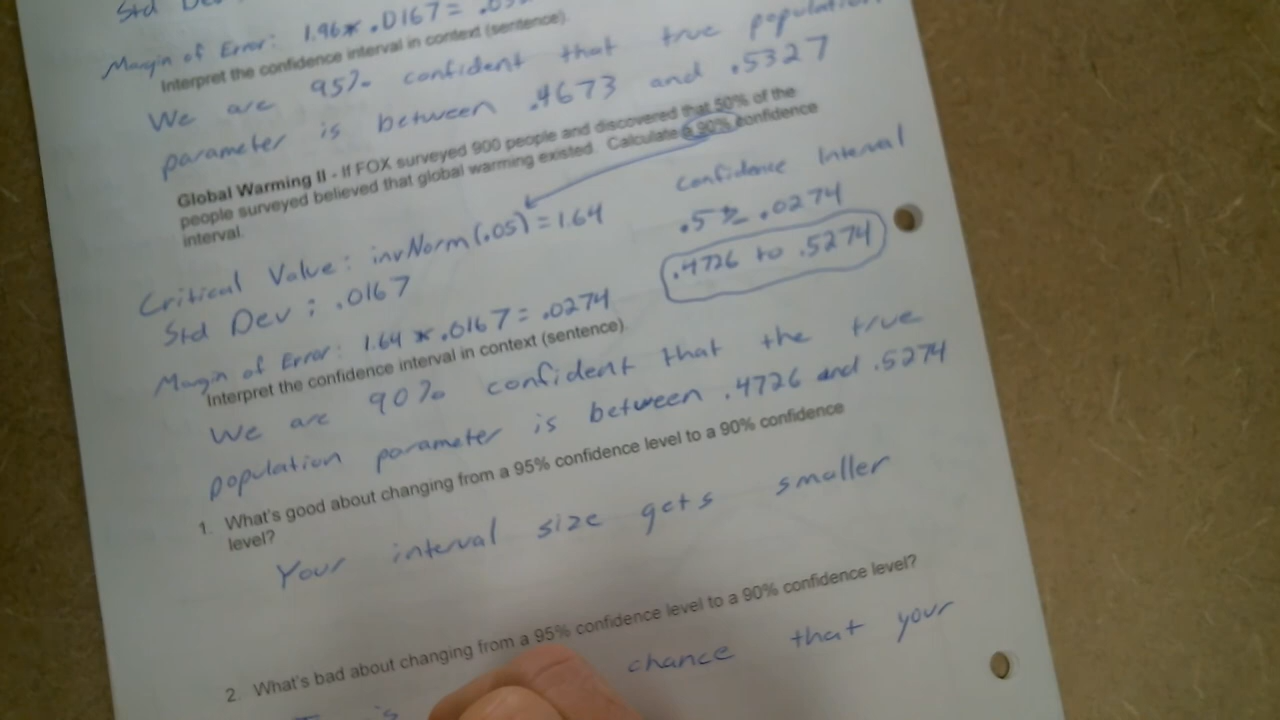 Std Dev
Margin of Error: 1.96 * .0167 =
Interpret the confidence interval in context (sentence).
We are 95% confident that true population
parameter is between .4673 and .5327
Global Warming II - If FOX surveyed 900 people and discovered that 50% of the
people surveyed believed that global warming existed. Calculate a 90% confidence
interval.
Critical Value: invNorm(.05) = 1.64
Std Dev: .0167
Margin of Error: 1.64 * .0167 = .0274
Confidence Interval
.5 ± .0274
.4726 to .5274
Interpret the confidence interval in context (sentence)
We are 90% confident that the true
population parameter is between .4726 and .5274
1. What's good about changing from a 95% confidence level to a 90% confidence
level?
Your interval size gets smaller
2. What's bad about changing from a 95% confidence level to a 90% confidence level?
is chance that your